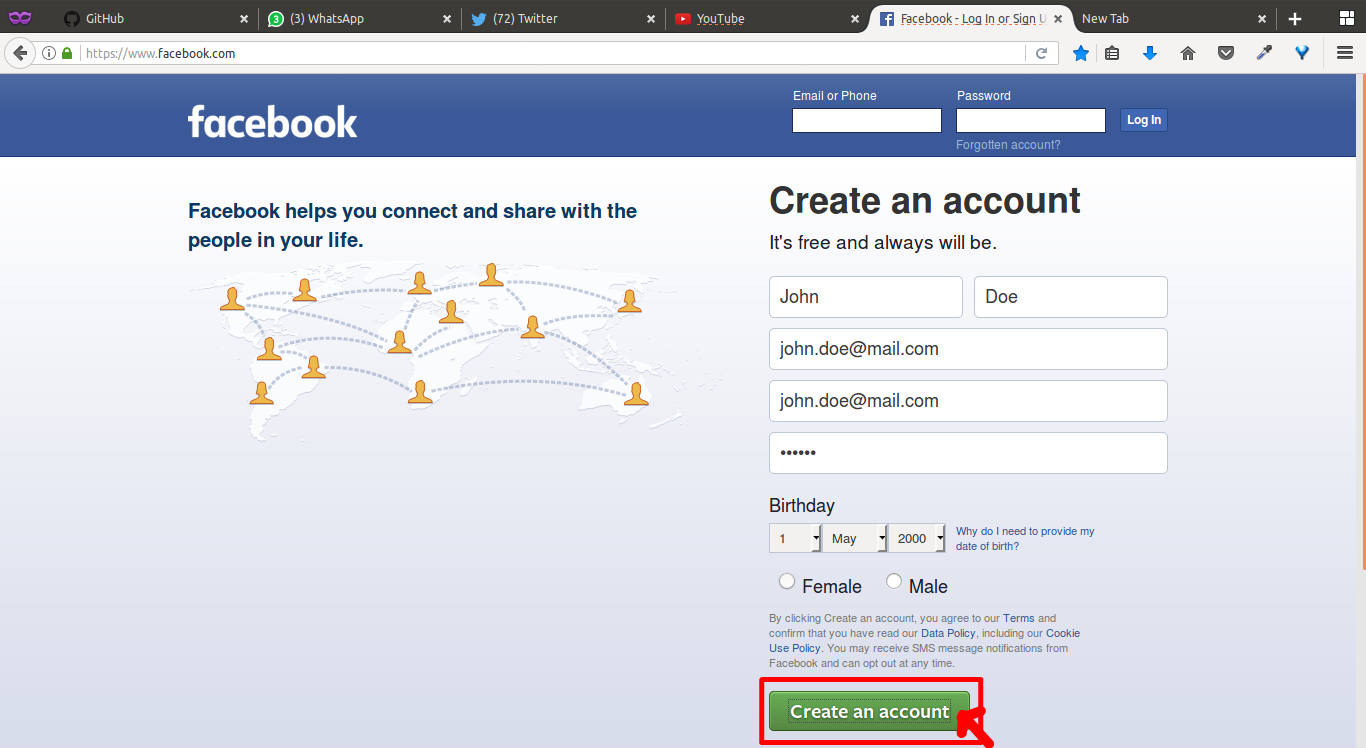 GitHub
(3) WhatsApp
(72) Twitter
YouTube
Facebook - Log In or Sign U
New Tab
https://www.facebook.com
facebook
Email or Phone
Password
Log In
Forgotten account?
Facebook helps you connect and share with the
people in your life.
Create an account
It's free and always will be.
John
Doe
john.doe@mail.com
john.doe@mail.com
••••••
Birthday
1
May
2000
Why do I need to provide my
date of birth?
Female
Male
By clicking Create an account, you agree to our Terms and
confirm that you have read our Data Policy, including our Cookie
Use Policy. You may receive SMS message notifications from
Facebook and can opt out at any time.
Create an account